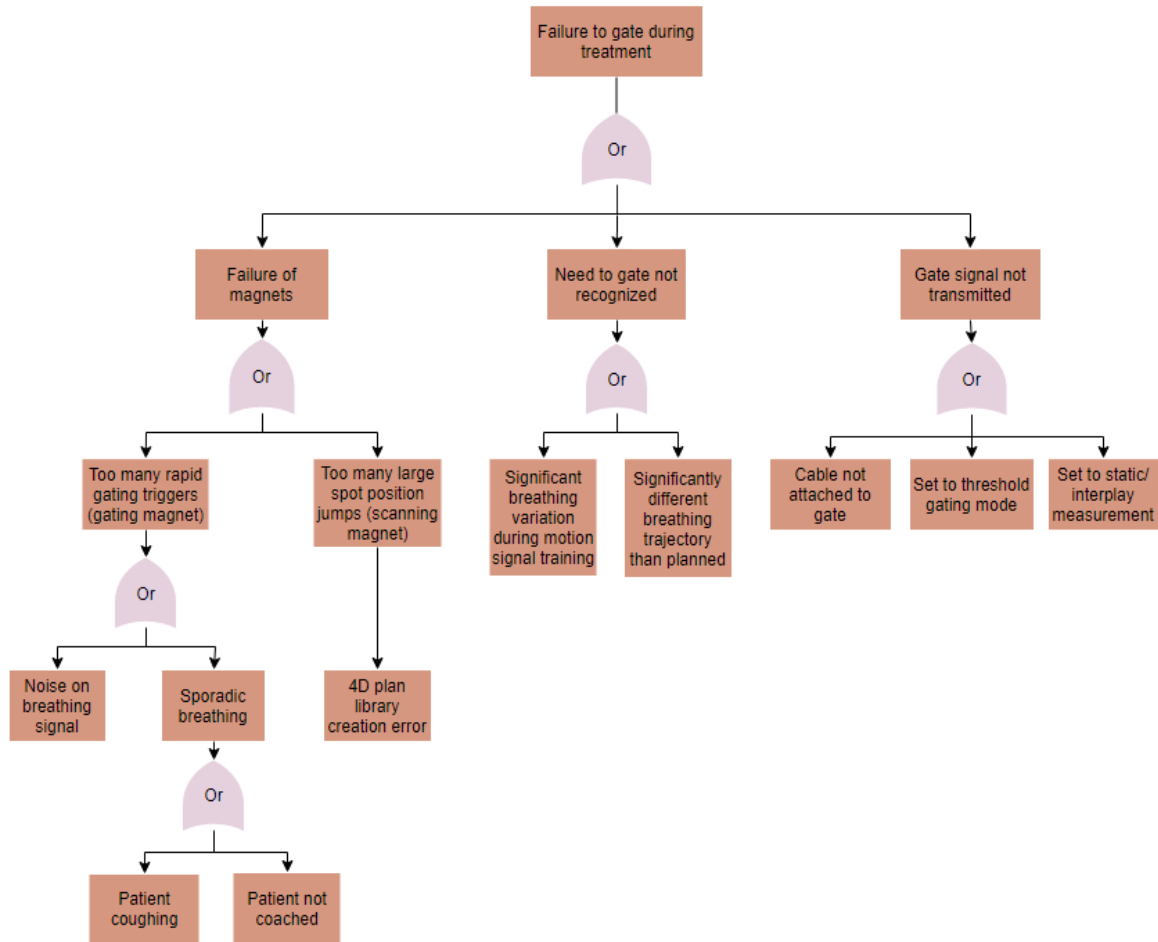 Failure to gate during
treatment
Or
Failure of
magnets
Need to gate not
recognized
Gate signal not
transmitted
Or
Or
Or
Too many rapid
gating triggers
(gating magnet)
Too many large
spot position
jumps (scanning
magnet)
Significant
breathing
variation
during motion
signal training
Significantly
different
breathing
trajectory
than planned
Cable not
attached to
gate
Set to threshold
gating mode
Set to static/
interplay
measurement
Or
Noise on
breathing
signal
Sporadic
breathing
4D plan
library
creation error
Or
Patient
coughing
Patient not
coached